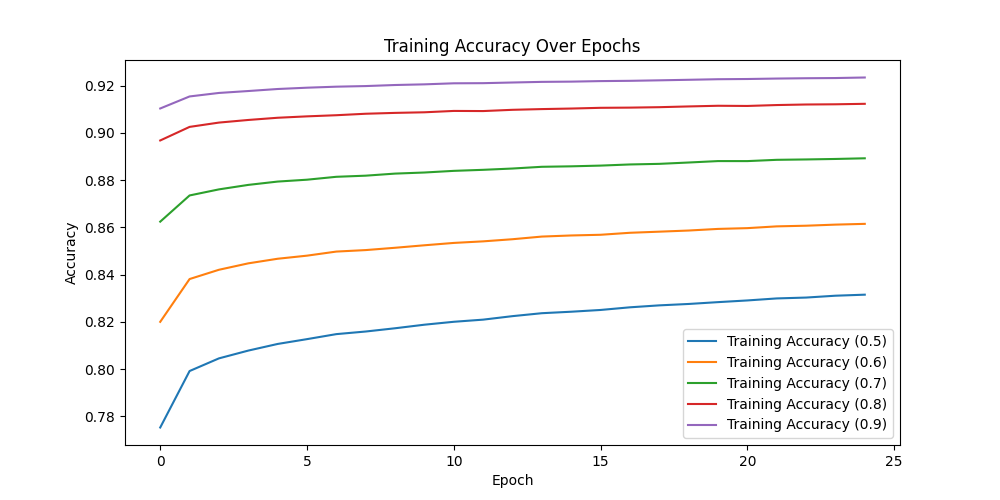 Training Accuracy Over Epochs
Accuracy
0.92
0.90
0.88
0.86
0.84
0.82
0.80
0.78
0
5
10
15
20
25
Epoch
Training Accuracy (0.5)
Training Accuracy (0.6)
Training Accuracy (0.7)
Training Accuracy (0.8)
Training Accuracy (0.9)